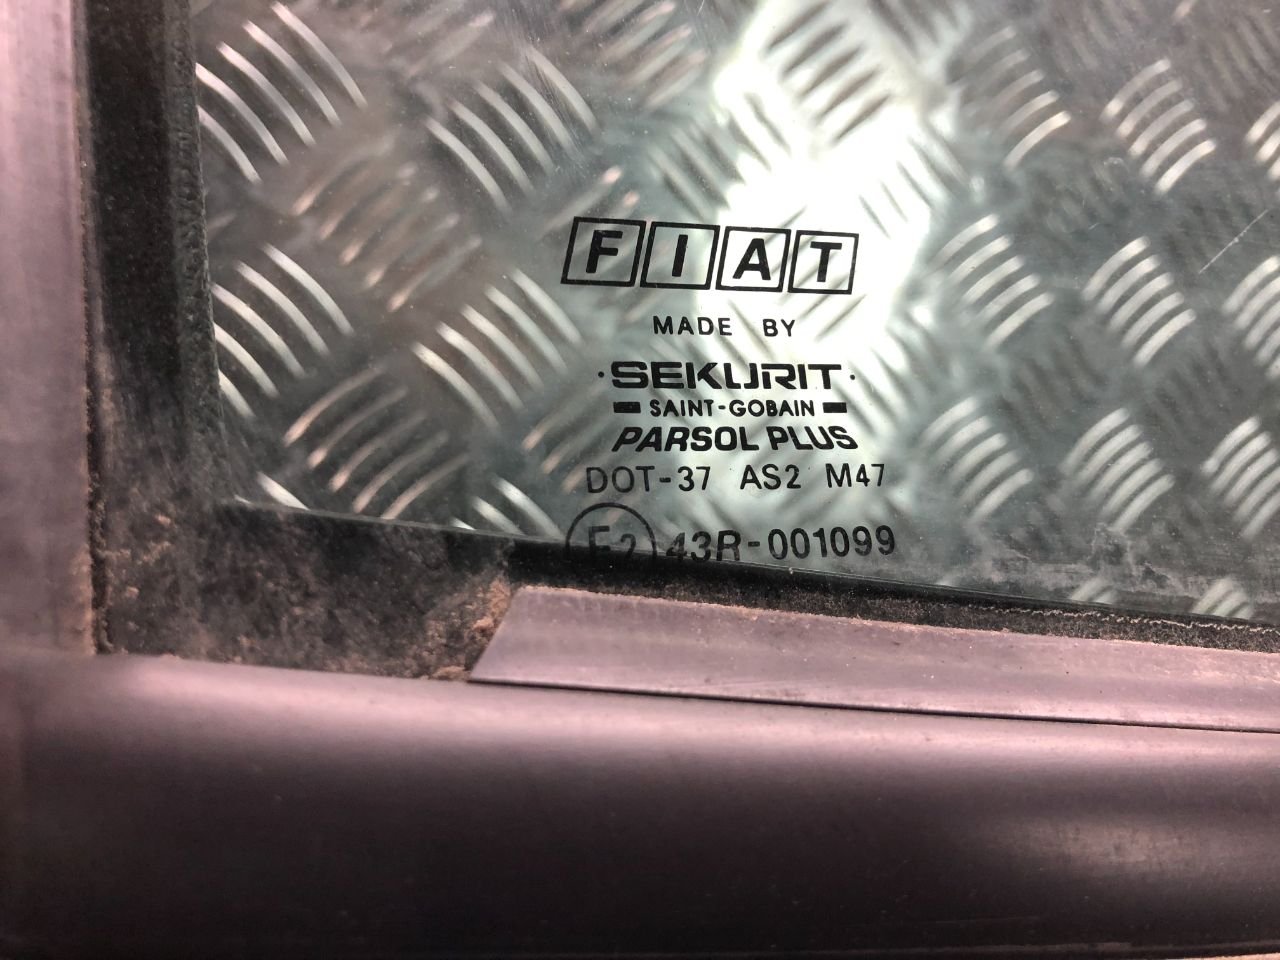 FIAT
MADE BY
·SEKURIT·
SAINT-GOBAIN
PARSOL PLUS
DOT-37 AS2 M47
E2 43R-001099